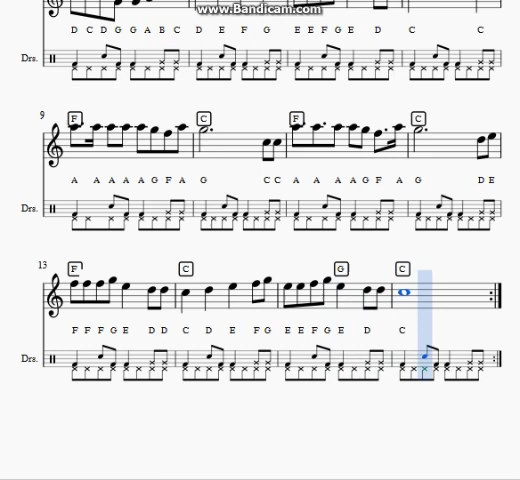 www.Bandicam.com
D C D G G A B C D E F G E E F G E D C C
Drs.
9
F C F C
A A A A A G F A G C C A A A A G F A G D E
Drs.
13
F C G C
F F F G E D D C D E F G E E F G E D C
Drs.